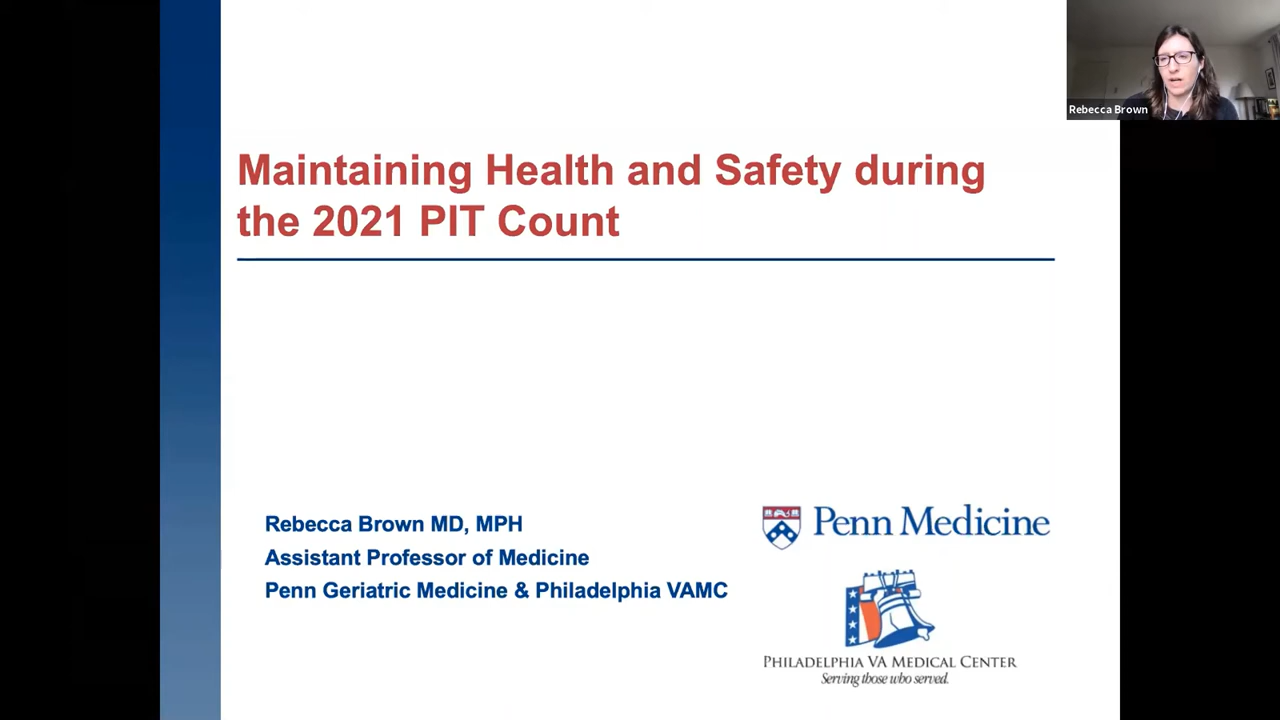 Rebecca Brown
Maintaining Health and Safety during
the 2021 PIT Count
Rebecca Brown MD, MPH
Assistant Professor of Medicine
Penn Geriatric Medicine & Philadelphia VAMC
Penn Medicine
PHILADELPHIA VA MEDICAL CENTER
Serving those who served.